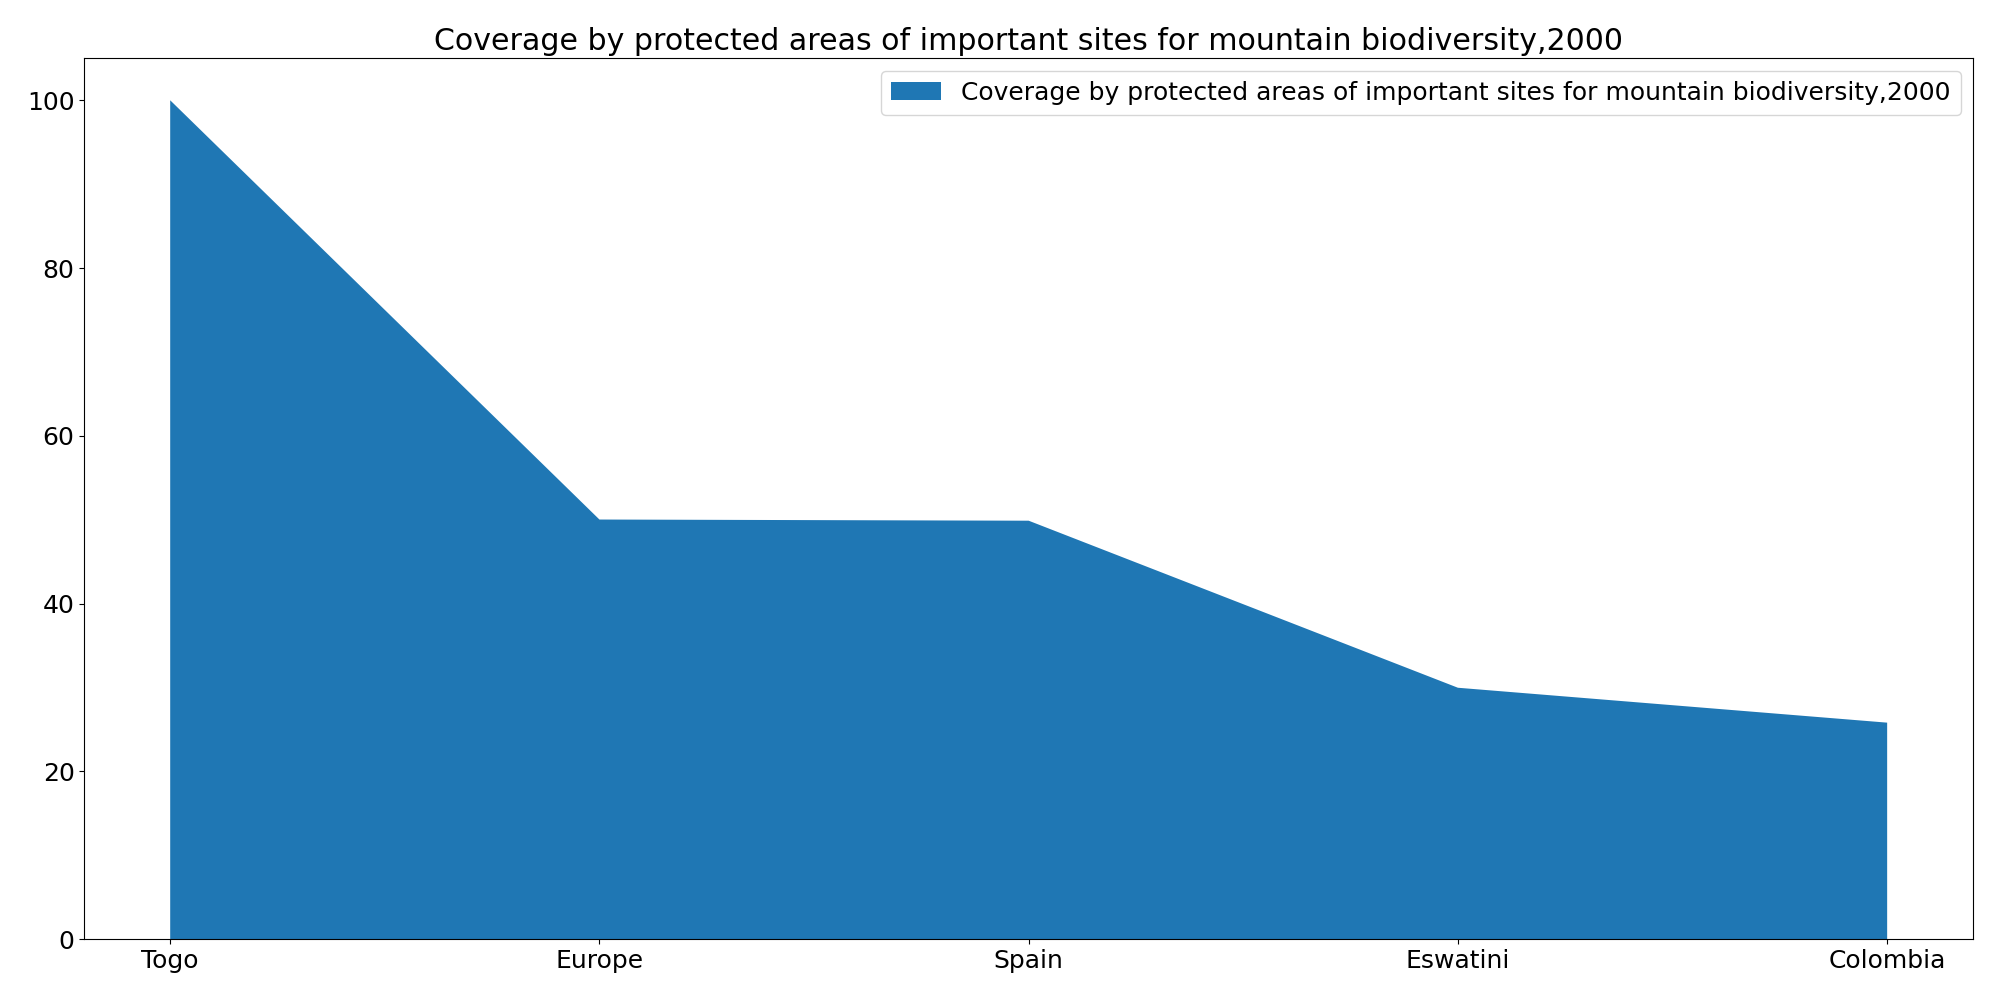 Coverage by protected areas of important sites for mountain biodiversity,2000
Coverage by protected areas of important sites for mountain biodiversity,2000
100
80
60
40
20
0
Togo Europe Spain Eswatini Colombia